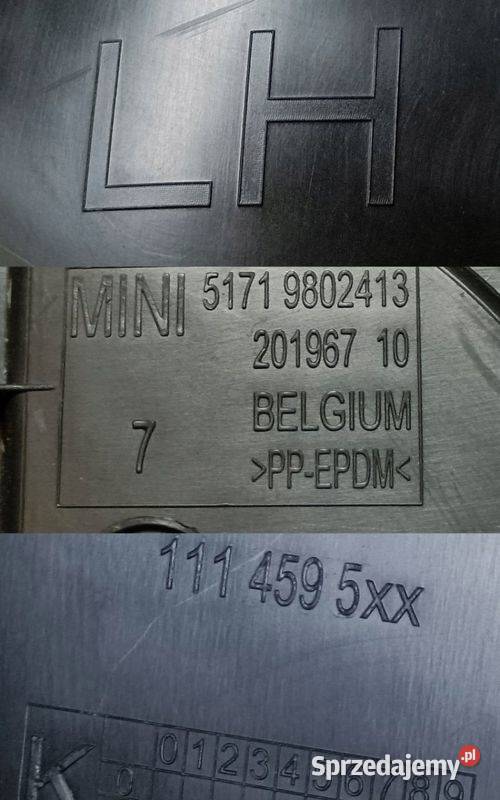 LH
MINI 5171 9802413
201967 10
7 BELGIUM
>PP-EPDM<
111 459 5xx
K 0 1 2 3 4 5 6 7 8 9
0
Sprzedajemy.pl